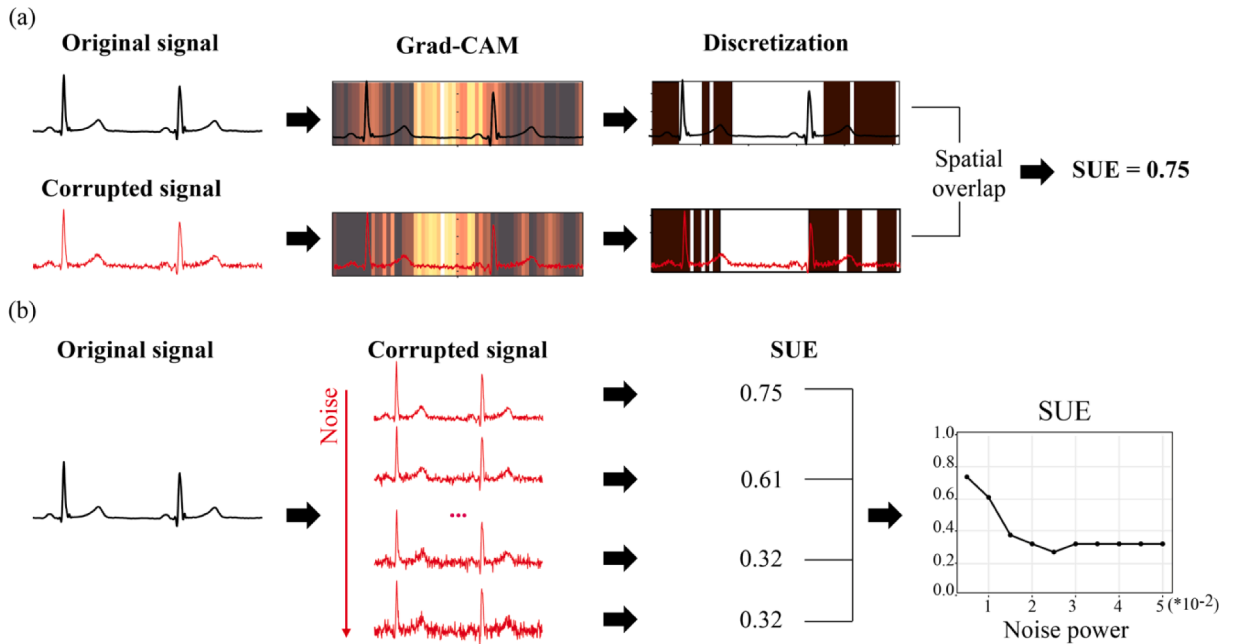 (a)
Original signal
Grad-CAM
Discretization
Spatial
overlap
SUE = 0.75
Corrupted signal
(b)
Original signal
Corrupted signal
SUE
Noise
0.75
0.61
...
0.32
0.32
SUE
1.0
0.8
0.6
0.4
0.2
0.0
1 2 3 4 5 (*10-2)
Noise power